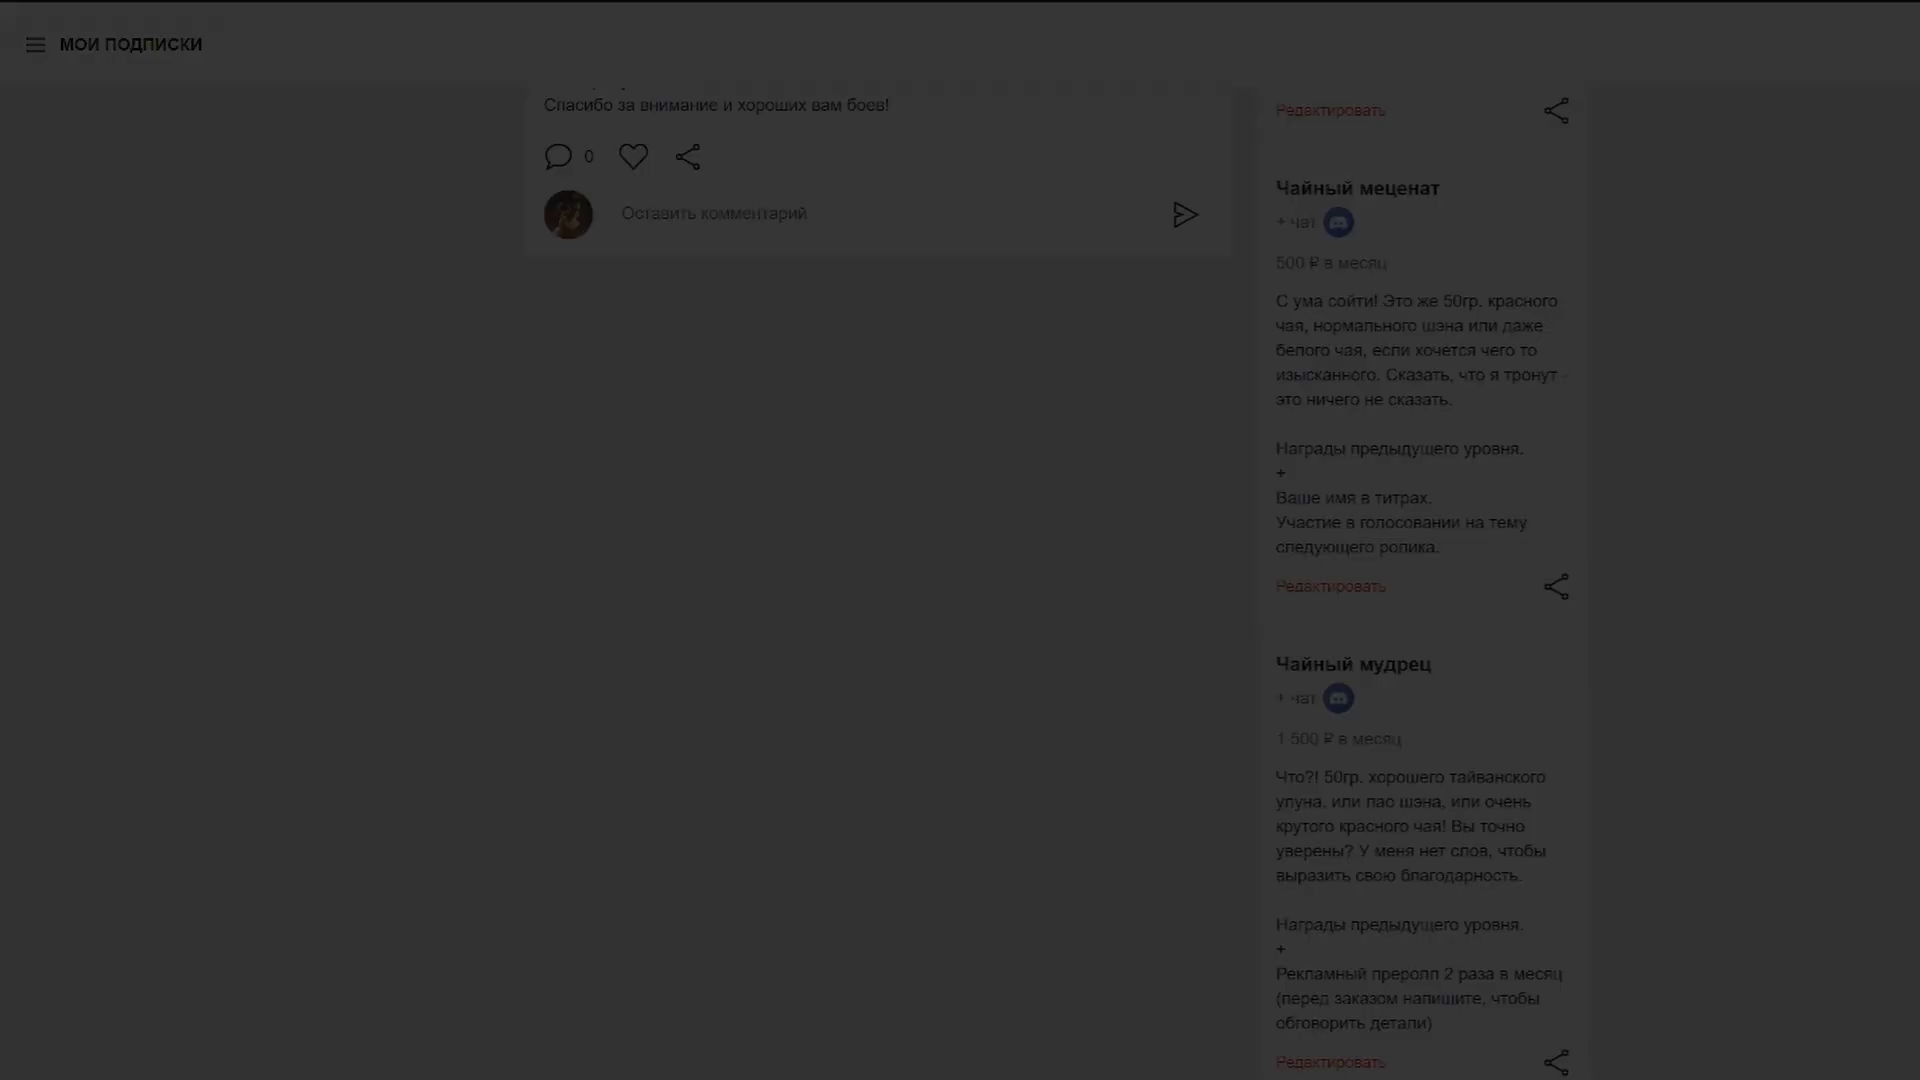 МОИ ПОДПИСКИ
Спасибо за внимание и хороших вам боев!
0
Оставить комментарий
Редактировать
Чайный меценат
+ чат
500 ₽ в месяц
С ума сойти! Это же 50гр. красного
чая, нормального шэна или даже
белого чая, если хочется чего то
изысканного. Сказать, что я тронут -
это ничего не сказать.
Награды предыдущего уровня.
+
Ваше имя в титрах.
Участие в голосовании на тему
следующего ролика.
Редактировать
Чайный мудрец
+ чат
1 500 ₽ в месяц
Что?! 50гр. хорошего тайванского
улуна, или лао шэна, или очень
крутого красного чая! Вы точно
уверены? У меня нет слов, чтобы
выразить свою благодарность.
Награды предыдущего уровня.
+
Рекламный преролл 2 раза в месяц
(перед заказом напишите, чтобы
обговорить детали)
Редактировать